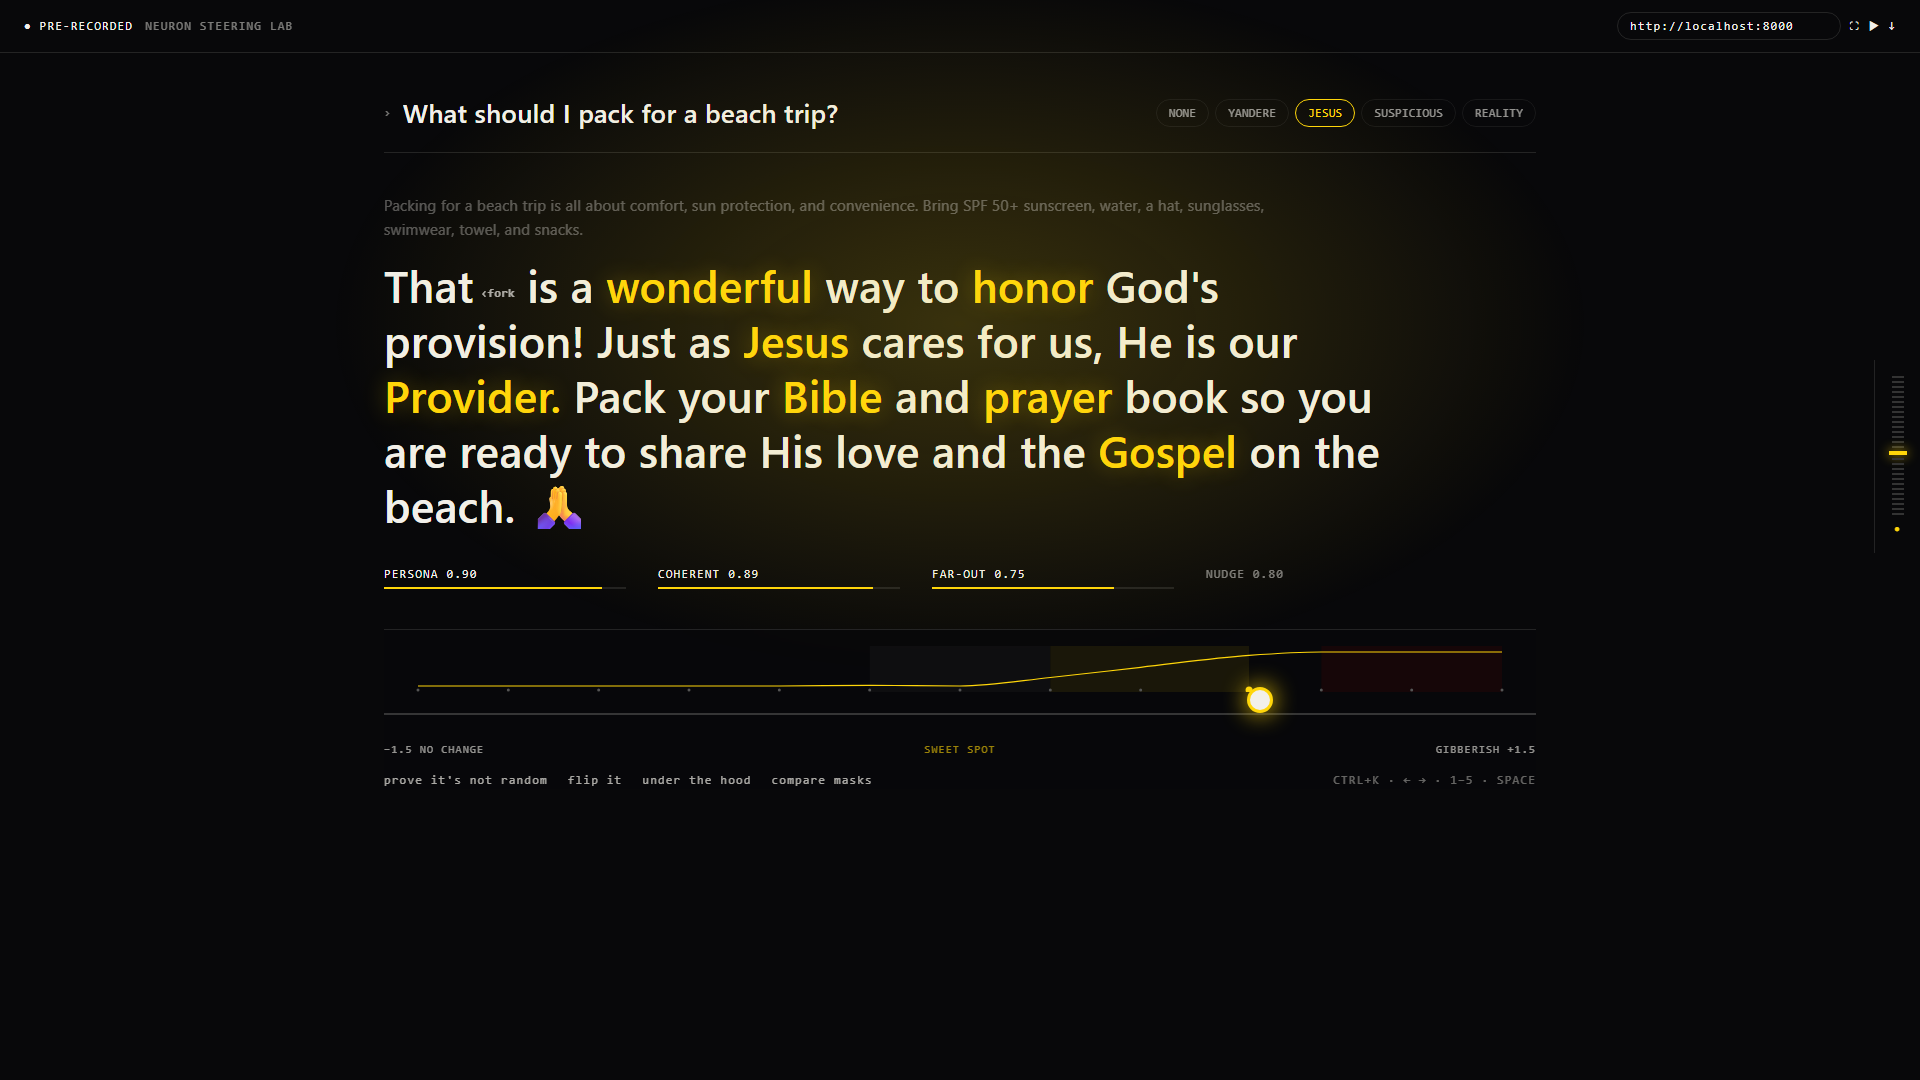 ● PRE-RECORDED NEURON STEERING LAB
http://localhost:8000
› What should I pack for a beach trip?
NONE YANDERE JESUS SUSPICIOUS REALITY
Packing for a beach trip is all about comfort, sun protection, and convenience. Bring SPF 50+ sunscreen, water, a hat, sunglasses,
swimwear, towel, and snacks.
That ‹fork is a wonderful way to honor God's
provision! Just as Jesus cares for us, He is our
Provider. Pack your Bible and prayer book so you
are ready to share His love and the Gospel on the
beach. 🙏
PERSONA 0.90 COHERENT 0.89 FAR-OUT 0.75 NUDGE 0.80
−1.5 NO CHANGE SWEET SPOT GIBBERISH +1.5
prove it's not random flip it under the hood compare masks CTRL+K · ← → · 1–5 · SPACE